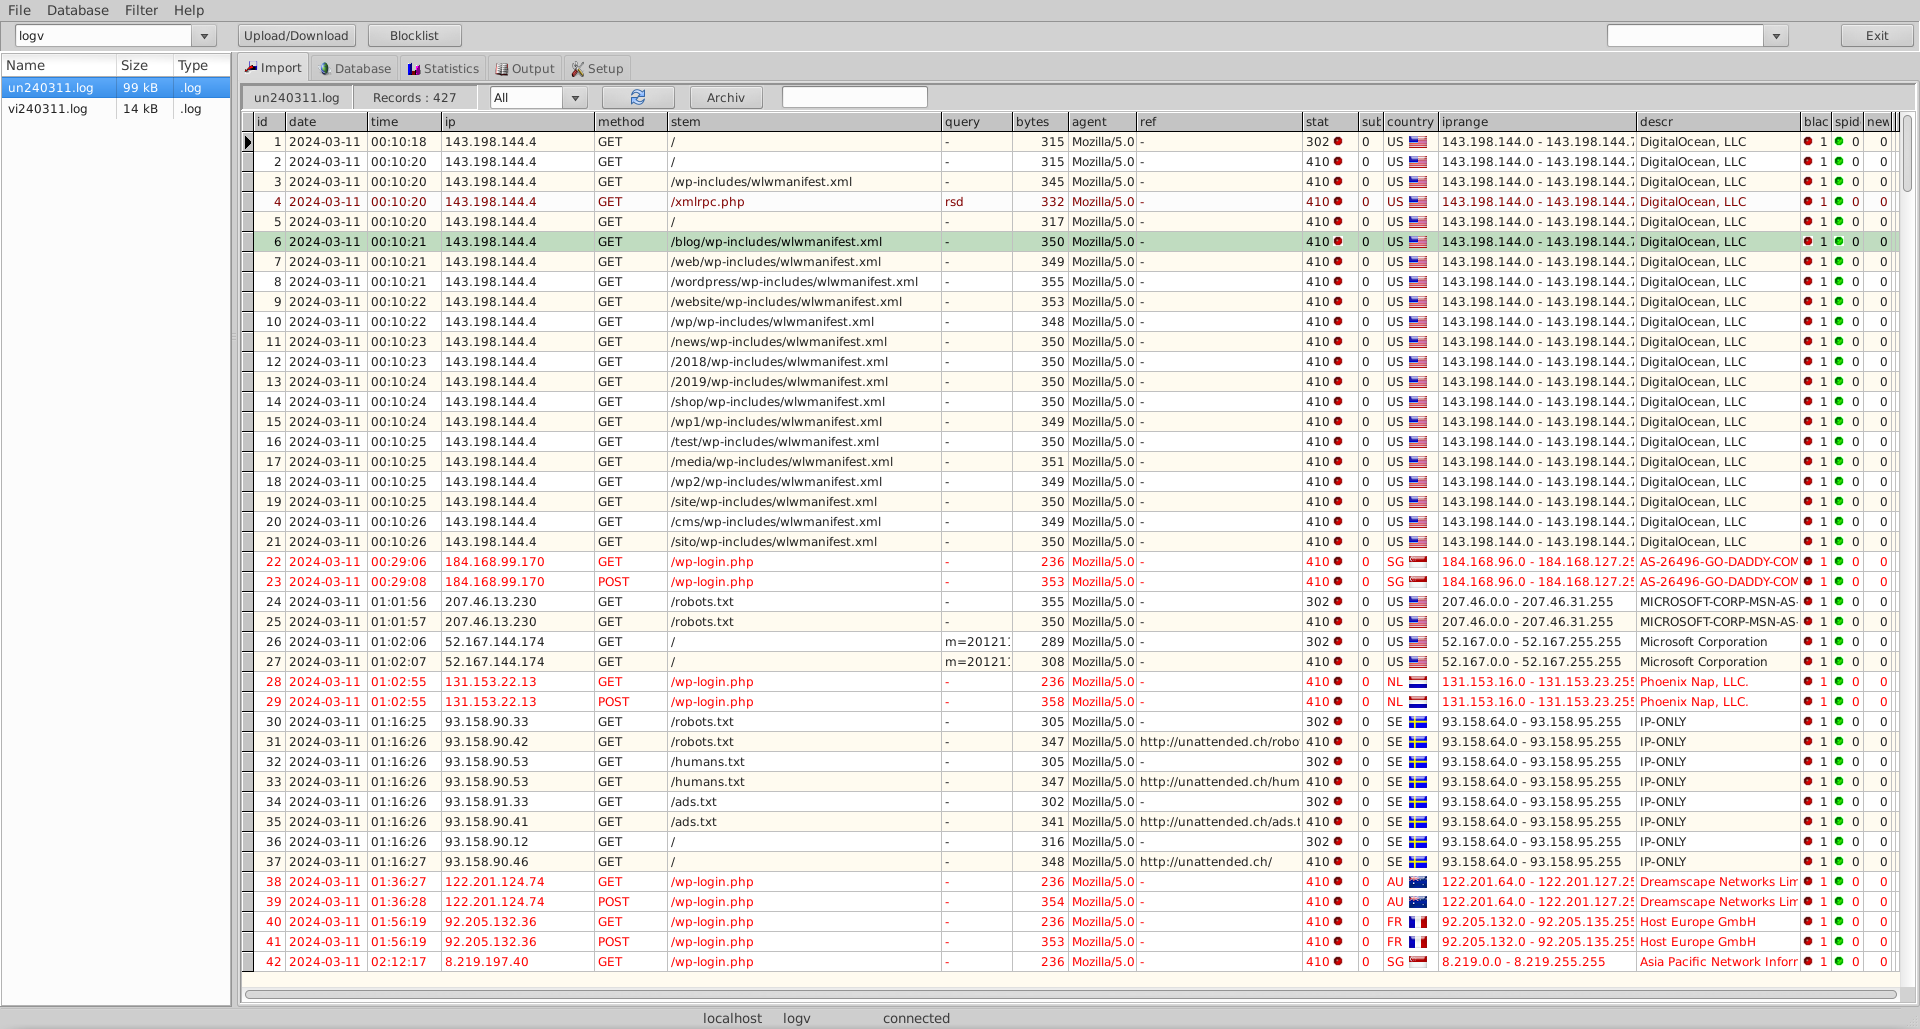 File Database Filter Help
logv Upload/Download Blocklist Exit
Name Size Type
un240311.log 99 kB .log
vi240311.log 14 kB .log
Import Database Statistics Output Setup
un240311.log Records : 427 All Archiv
id date time ip method stem query bytes agent ref stat sub country iprange descr blac spid new
1 2024-03-11 00:10:18 143.198.144.4 GET / - 315 Mozilla/5.0 - 302 0 US 143.198.144.0 - 143.198.144.7 DigitalOcean, LLC 1 0 0
2 2024-03-11 00:10:20 143.198.144.4 GET / - 315 Mozilla/5.0 - 410 0 US 143.198.144.0 - 143.198.144.7 DigitalOcean, LLC 1 0 0
3 2024-03-11 00:10:20 143.198.144.4 GET /wp-includes/wlwmanifest.xml - 345 Mozilla/5.0 - 410 0 US 143.198.144.0 - 143.198.144.7 DigitalOcean, LLC 1 0 0
4 2024-03-11 00:10:20 143.198.144.4 GET /xmlrpc.php rsd 332 Mozilla/5.0 - 410 0 US 143.198.144.0 - 143.198.144.7 DigitalOcean, LLC 1 0 0
5 2024-03-11 00:10:20 143.198.144.4 GET / - 317 Mozilla/5.0 - 410 0 US 143.198.144.0 - 143.198.144.7 DigitalOcean, LLC 1 0 0
6 2024-03-11 00:10:21 143.198.144.4 GET /blog/wp-includes/wlwmanifest.xml - 350 Mozilla/5.0 - 410 0 US 143.198.144.0 - 143.198.144.7 DigitalOcean, LLC 1 0 0
7 2024-03-11 00:10:21 143.198.144.4 GET /web/wp-includes/wlwmanifest.xml - 349 Mozilla/5.0 - 410 0 US 143.198.144.0 - 143.198.144.7 DigitalOcean, LLC 1 0 0
8 2024-03-11 00:10:21 143.198.144.4 GET /wordpress/wp-includes/wlwmanifest.xml - 355 Mozilla/5.0 - 410 0 US 143.198.144.0 - 143.198.144.7 DigitalOcean, LLC 1 0 0
9 2024-03-11 00:10:22 143.198.144.4 GET /website/wp-includes/wlwmanifest.xml - 353 Mozilla/5.0 - 410 0 US 143.198.144.0 - 143.198.144.7 DigitalOcean, LLC 1 0 0
10 2024-03-11 00:10:22 143.198.144.4 GET /wp/wp-includes/wlwmanifest.xml - 348 Mozilla/5.0 - 410 0 US 143.198.144.0 - 143.198.144.7 DigitalOcean, LLC 1 0 0
11 2024-03-11 00:10:23 143.198.144.4 GET /news/wp-includes/wlwmanifest.xml - 350 Mozilla/5.0 - 410 0 US 143.198.144.0 - 143.198.144.7 DigitalOcean, LLC 1 0 0
12 2024-03-11 00:10:23 143.198.144.4 GET /2018/wp-includes/wlwmanifest.xml - 350 Mozilla/5.0 - 410 0 US 143.198.144.0 - 143.198.144.7 DigitalOcean, LLC 1 0 0
13 2024-03-11 00:10:24 143.198.144.4 GET /2019/wp-includes/wlwmanifest.xml - 350 Mozilla/5.0 - 410 0 US 143.198.144.0 - 143.198.144.7 DigitalOcean, LLC 1 0 0
14 2024-03-11 00:10:24 143.198.144.4 GET /shop/wp-includes/wlwmanifest.xml - 350 Mozilla/5.0 - 410 0 US 143.198.144.0 - 143.198.144.7 DigitalOcean, LLC 1 0 0
15 2024-03-11 00:10:24 143.198.144.4 GET /wp1/wp-includes/wlwmanifest.xml - 349 Mozilla/5.0 - 410 0 US 143.198.144.0 - 143.198.144.7 DigitalOcean, LLC 1 0 0
16 2024-03-11 00:10:25 143.198.144.4 GET /test/wp-includes/wlwmanifest.xml - 350 Mozilla/5.0 - 410 0 US 143.198.144.0 - 143.198.144.7 DigitalOcean, LLC 1 0 0
17 2024-03-11 00:10:25 143.198.144.4 GET /media/wp-includes/wlwmanifest.xml - 351 Mozilla/5.0 - 410 0 US 143.198.144.0 - 143.198.144.7 DigitalOcean, LLC 1 0 0
18 2024-03-11 00:10:25 143.198.144.4 GET /wp2/wp-includes/wlwmanifest.xml - 349 Mozilla/5.0 - 410 0 US 143.198.144.0 - 143.198.144.7 DigitalOcean, LLC 1 0 0
19 2024-03-11 00:10:25 143.198.144.4 GET /site/wp-includes/wlwmanifest.xml - 350 Mozilla/5.0 - 410 0 US 143.198.144.0 - 143.198.144.7 DigitalOcean, LLC 1 0 0
20 2024-03-11 00:10:26 143.198.144.4 GET /cms/wp-includes/wlwmanifest.xml - 349 Mozilla/5.0 - 410 0 US 143.198.144.0 - 143.198.144.7 DigitalOcean, LLC 1 0 0
21 2024-03-11 00:10:26 143.198.144.4 GET /sito/wp-includes/wlwmanifest.xml - 350 Mozilla/5.0 - 410 0 US 143.198.144.0 - 143.198.144.7 DigitalOcean, LLC 1 0 0
22 2024-03-11 00:29:06 184.168.99.170 GET /wp-login.php - 236 Mozilla/5.0 - 410 0 SG 184.168.96.0 - 184.168.127.25 AS-26496-GO-DADDY-COM 1 0 0
23 2024-03-11 00:29:08 184.168.99.170 POST /wp-login.php - 353 Mozilla/5.0 - 410 0 SG 184.168.96.0 - 184.168.127.25 AS-26496-GO-DADDY-COM 1 0 0
24 2024-03-11 01:01:56 207.46.13.230 GET /robots.txt - 355 Mozilla/5.0 - 302 0 US 207.46.0.0 - 207.46.31.255 MICROSOFT-CORP-MSN-AS- 1 0 0
25 2024-03-11 01:01:57 207.46.13.230 GET /robots.txt - 350 Mozilla/5.0 - 410 0 US 207.46.0.0 - 207.46.31.255 MICROSOFT-CORP-MSN-AS- 1 0 0
26 2024-03-11 01:02:06 52.167.144.174 GET / m=20121 289 Mozilla/5.0 - 302 0 US 52.167.0.0 - 52.167.255.255 Microsoft Corporation 1 0 0
27 2024-03-11 01:02:07 52.167.144.174 GET / m=20121 308 Mozilla/5.0 - 410 0 US 52.167.0.0 - 52.167.255.255 Microsoft Corporation 1 0 0
28 2024-03-11 01:02:55 131.153.22.13 GET /wp-login.php - 236 Mozilla/5.0 - 410 0 NL 131.153.16.0 - 131.153.23.255 Phoenix Nap, LLC. 1 0 0
29 2024-03-11 01:02:55 131.153.22.13 POST /wp-login.php - 358 Mozilla/5.0 - 410 0 NL 131.153.16.0 - 131.153.23.255 Phoenix Nap, LLC. 1 0 0
30 2024-03-11 01:16:25 93.158.90.33 GET /robots.txt - 305 Mozilla/5.0 - 302 0 SE 93.158.64.0 - 93.158.95.255 IP-ONLY 1 0 0
31 2024-03-11 01:16:26 93.158.90.42 GET /robots.txt - 347 Mozilla/5.0 http://unattended.ch/robo 410 0 SE 93.158.64.0 - 93.158.95.255 IP-ONLY 1 0 0
32 2024-03-11 01:16:26 93.158.90.53 GET /humans.txt - 305 Mozilla/5.0 - 302 0 SE 93.158.64.0 - 93.158.95.255 IP-ONLY 1 0 0
33 2024-03-11 01:16:26 93.158.90.53 GET /humans.txt - 347 Mozilla/5.0 http://unattended.ch/hum 410 0 SE 93.158.64.0 - 93.158.95.255 IP-ONLY 1 0 0
34 2024-03-11 01:16:26 93.158.91.33 GET /ads.txt - 302 Mozilla/5.0 - 302 0 SE 93.158.64.0 - 93.158.95.255 IP-ONLY 1 0 0
35 2024-03-11 01:16:26 93.158.90.41 GET /ads.txt - 341 Mozilla/5.0 http://unattended.ch/ads.t 410 0 SE 93.158.64.0 - 93.158.95.255 IP-ONLY 1 0 0
36 2024-03-11 01:16:26 93.158.90.12 GET / - 316 Mozilla/5.0 - 302 0 SE 93.158.64.0 - 93.158.95.255 IP-ONLY 1 0 0
37 2024-03-11 01:16:27 93.158.90.46 GET / - 348 Mozilla/5.0 http://unattended.ch/ 410 0 SE 93.158.64.0 - 93.158.95.255 IP-ONLY 1 0 0
38 2024-03-11 01:36:27 122.201.124.74 GET /wp-login.php - 236 Mozilla/5.0 - 410 0 AU 122.201.64.0 - 122.201.127.25 Dreamscape Networks Lim 1 0 0
39 2024-03-11 01:36:28 122.201.124.74 POST /wp-login.php - 354 Mozilla/5.0 - 410 0 AU 122.201.64.0 - 122.201.127.25 Dreamscape Networks Lim 1 0 0
40 2024-03-11 01:56:19 92.205.132.36 GET /wp-login.php - 236 Mozilla/5.0 - 410 0 FR 92.205.132.0 - 92.205.135.255 Host Europe GmbH 1 0 0
41 2024-03-11 01:56:19 92.205.132.36 POST /wp-login.php - 353 Mozilla/5.0 - 410 0 FR 92.205.132.0 - 92.205.135.255 Host Europe GmbH 1 0 0
42 2024-03-11 02:12:17 8.219.197.40 GET /wp-login.php - 236 Mozilla/5.0 - 410 0 SG 8.219.0.0 - 8.219.255.255 Asia Pacific Network Inforr 1 0 0
localhost logv connected